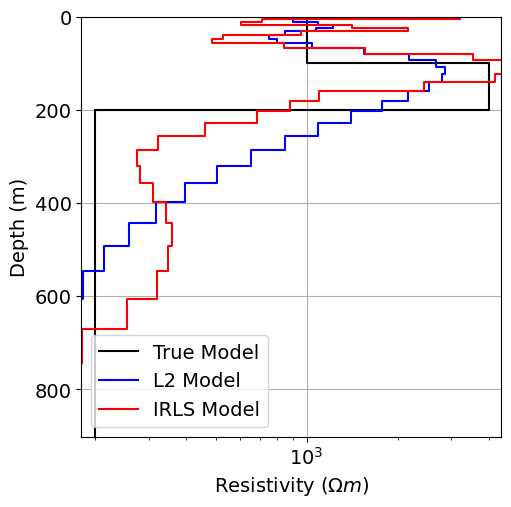 0
200
400
600
800
Depth (m)
True Model
L2 Model
IRLS Model
10³
Resistivity (Ωm)